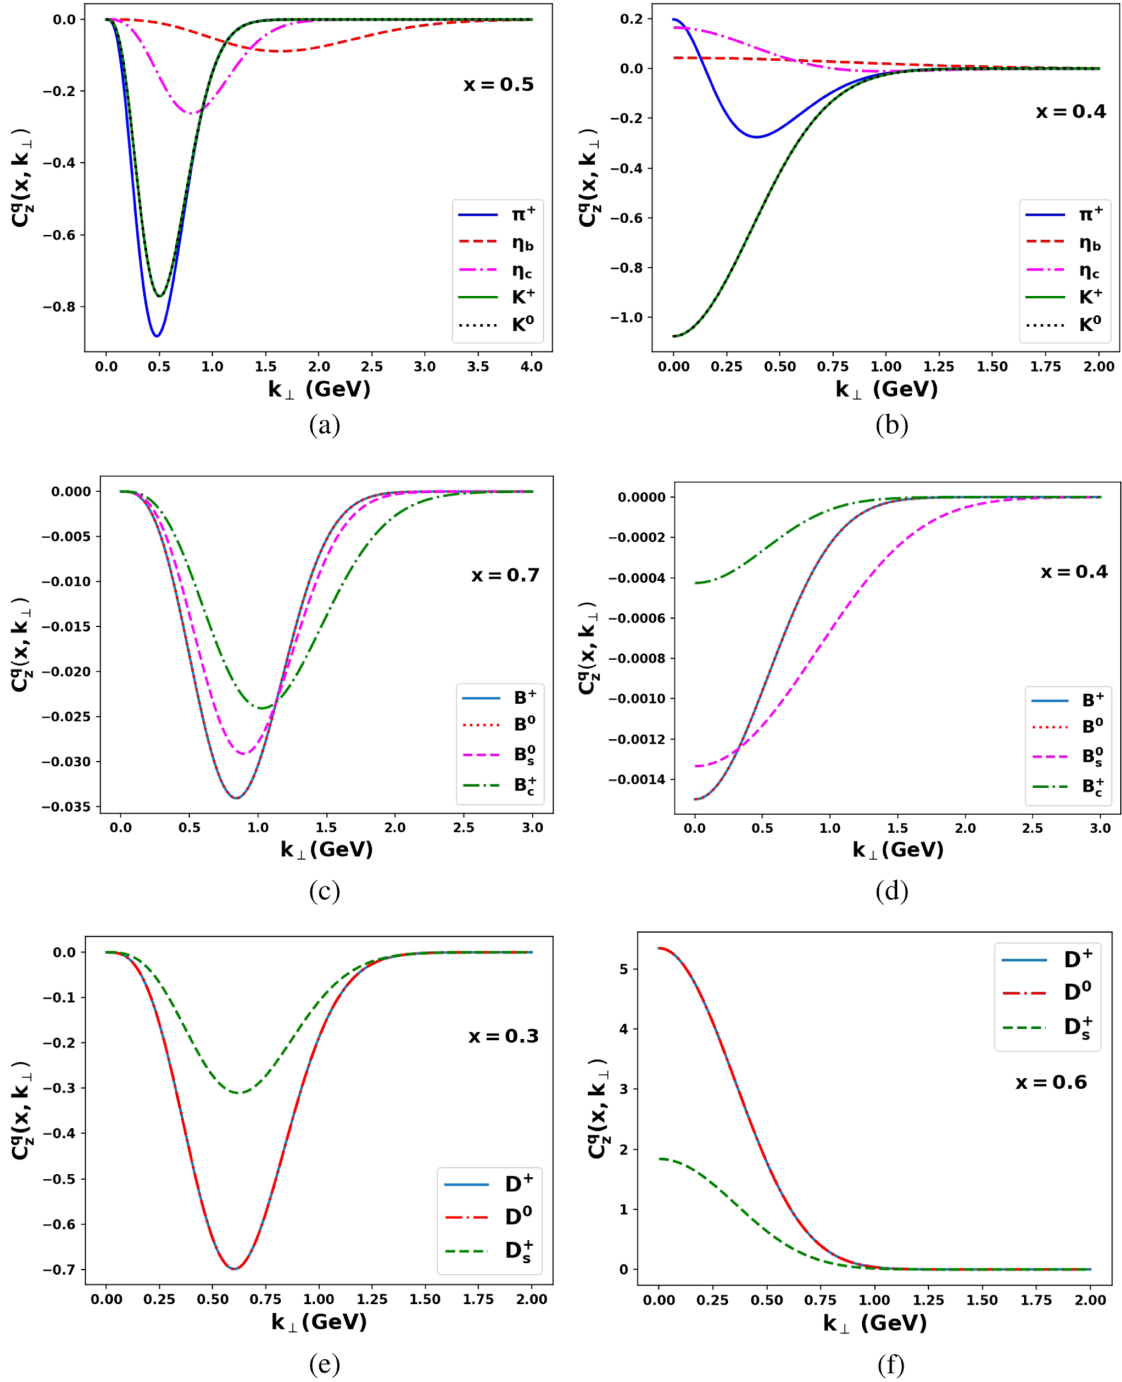 0.0
−0.2
−0.4
−0.6
−0.8
C_z^q(x, k_⊥)
x = 0.5
π⁺
η_b
η_c
K⁺
K⁰
0.0 0.5 1.0 1.5 2.0 2.5 3.0 3.5 4.0
k_⊥ (GeV)
(a)
0.2
0.0
−0.2
−0.4
−0.6
−0.8
−1.0
C_z^q(x, k_⊥)
x = 0.4
π⁺
η_b
η_c
K⁺
K⁰
0.00 0.25 0.50 0.75 1.00 1.25 1.50 1.75 2.00
k_⊥ (GeV)
(b)
0.000
−0.005
−0.010
−0.015
−0.020
−0.025
−0.030
−0.035
C_z^q(x, k_⊥)
x = 0.7
B⁺
B⁰
B_s^0
B_c^+
0.0 0.5 1.0 1.5 2.0 2.5 3.0
k_⊥(GeV)
(c)
0.0000
−0.0002
−0.0004
−0.0006
−0.0008
−0.0010
−0.0012
−0.0014
C_z^q(x, k_⊥)
x = 0.4
B⁺
B⁰
B_s^0
B_c^+
0.0 0.5 1.0 1.5 2.0 2.5 3.0
k_⊥(GeV)
(d)
0.0
−0.1
−0.2
−0.3
−0.4
−0.5
−0.6
−0.7
C_z^q(x, k_⊥)
x = 0.3
D⁺
D⁰
D_s^+
0.00 0.25 0.50 0.75 1.00 1.25 1.50 1.75 2.00
k_⊥(GeV)
(e)
5
4
3
2
1
0
C_z^q(x, k_⊥)
D⁺
D⁰
D_s^+
x = 0.6
0.00 0.25 0.50 0.75 1.00 1.25 1.50 1.75 2.00
k_⊥ (GeV)
(f)